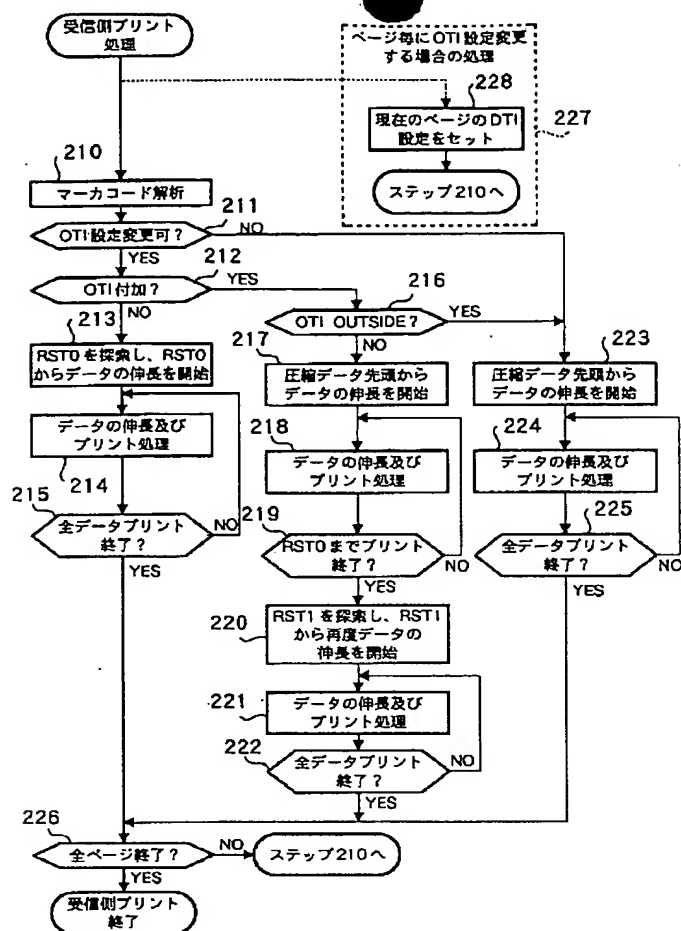 受信側プリント
処理
ページ毎にOTI設定変更
する場合の処理
228
227
現在のページのDTI
設定をセット
ステップ210へ
210
マーカコード解析
211
OTI設定変更可?
NO
YES
212
OTI付加?
YES
NO
216
OTI OUTSIDE?
YES
NO
213
RST0を探索し、RST0
からデータの伸長を開始
217
圧縮データ先頭から
データの伸長を開始
223
圧縮データ先頭から
データの伸長を開始
データの伸長及び
プリント処理
214
218
データの伸長及び
プリント処理
224
データの伸長及び
プリント処理
215
全データプリント
終了?
NO
YES
219
RST0までプリント
終了?
NO
YES
225
全データプリント
終了?
NO
YES
220
RST1を探索し、RST1
から再度データの
伸長を開始
221
データの伸長及び
プリント処理
222
全データプリント
終了?
NO
YES
226
全ページ終了?
NO
ステップ210へ
YES
受信側プリント
終了